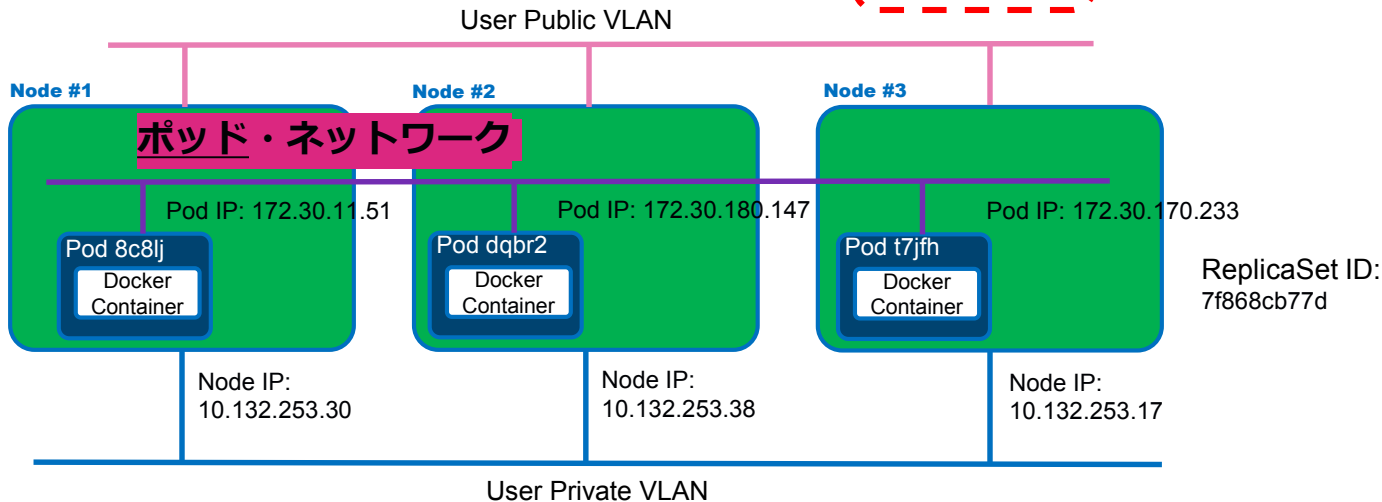 User Public VLAN
Node #1
Node #2
Node #3
ポッド・ネットワーク
Pod IP: 172.30.11.51
Pod IP: 172.30.180.147
Pod IP: 172.30.170.233
Pod 8c8lj
Docker
Container
Pod dqbr2
Docker
Container
Pod t7jfh
Docker
Container
ReplicaSet ID:
7f868cb77d
Node IP:
10.132.253.30
Node IP:
10.132.253.38
Node IP:
10.132.253.17
User Private VLAN